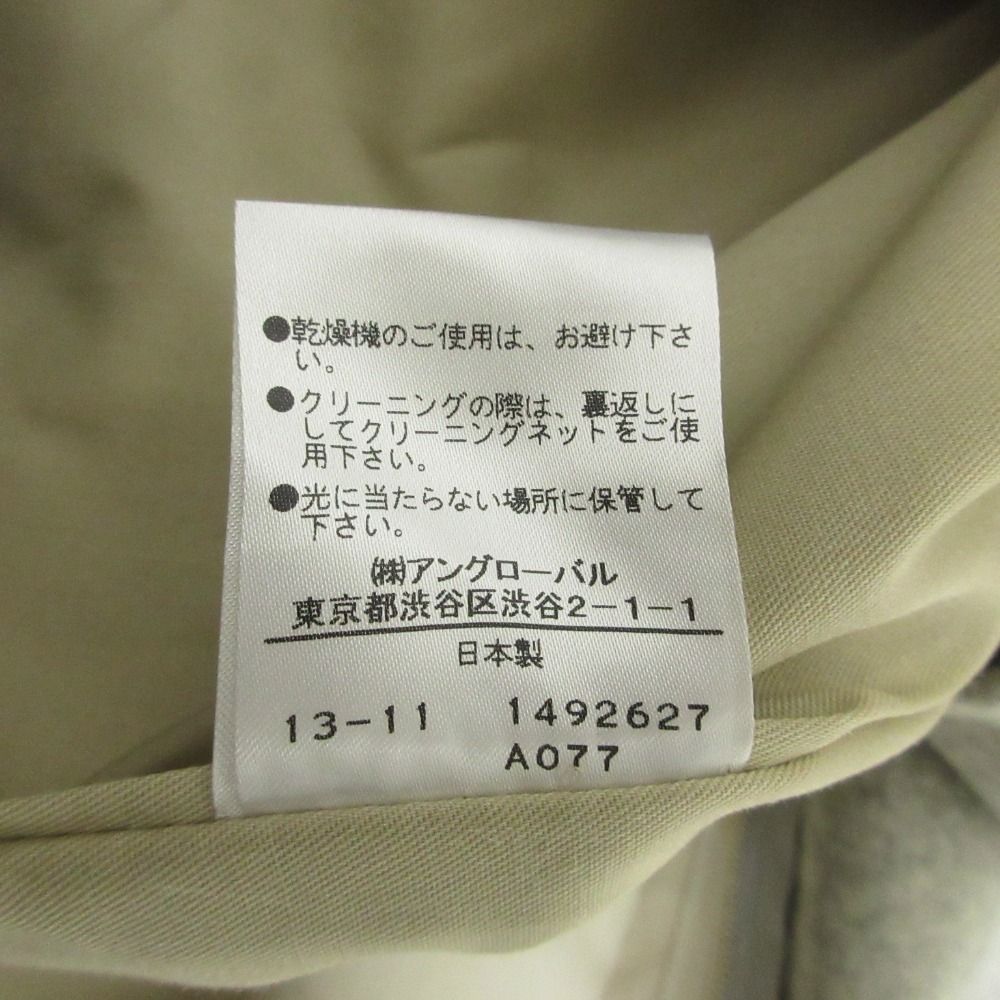 ●乾燥機のご使用は、お避け下さ
い。
●クリーニングの際は、裏返しに
してクリーニングネットをご使
用下さい。
●光に当たらない場所に保管して
下さい。
㈱アングローバル
東京都渋谷区渋谷2-1-1
日本製
13-11 1492627
A077